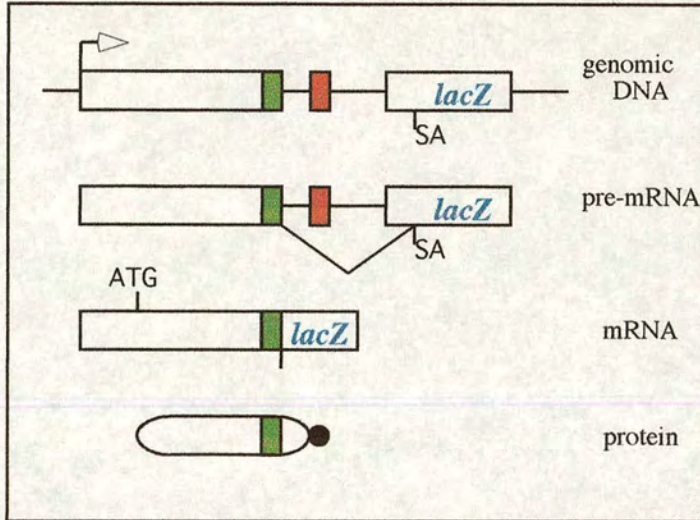 genomic
DNA
lacZ
SA
pre-mRNA
lacZ
SA
ATG
mRNA
lacZ
protein